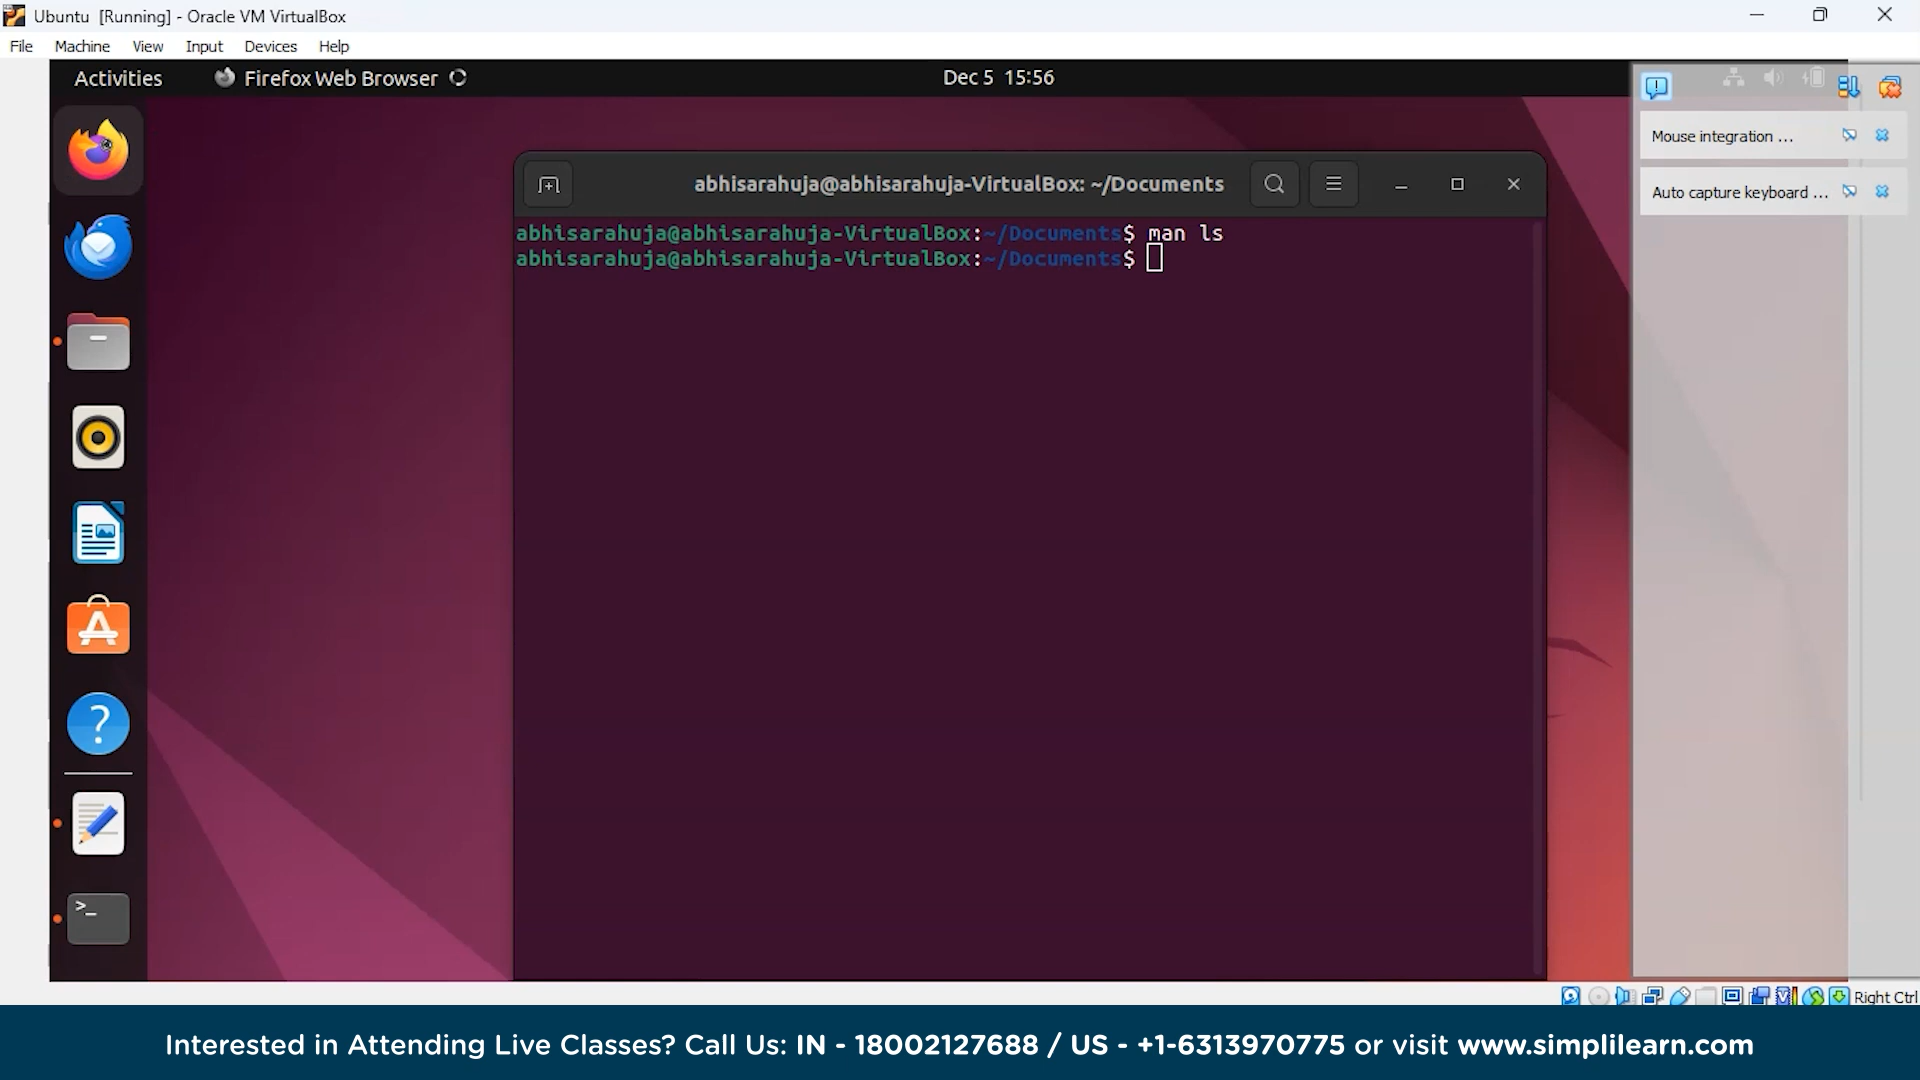 Ubuntu [Running] - Oracle VM VirtualBox
File Machine View Input Devices Help
Activities Firefox Web Browser Dec 5 15:56
Mouse integration ...
Auto capture keyboard ...
abhisarahuja@abhisarahuja-VirtualBox: ~/Documents
abhisarahuja@abhisarahuja-VirtualBox:~/Documents$ man ls
abhisarahuja@abhisarahuja-VirtualBox:~/Documents$
Right Ctrl
Interested in Attending Live Classes? Call Us: IN - 18002127688 / US - +1-6313970775 or visit www.simplilearn.com